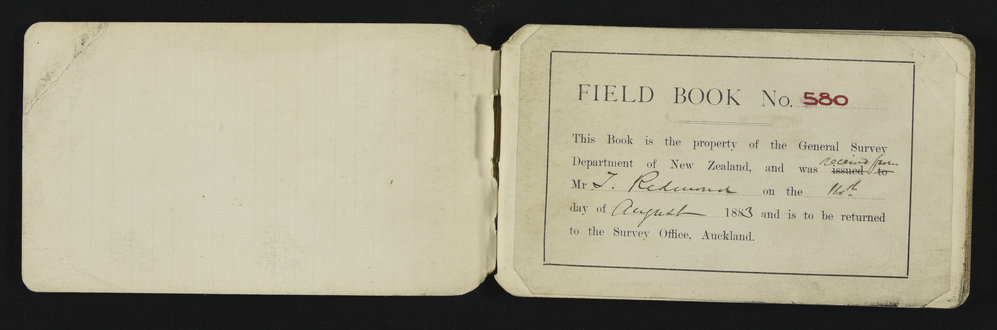 FIELD BOOK No. 580
This Book is the property of the General Survey
Department of New Zealand, and was issued to received from
Mr T. Redmond on the 14th
day of August 1883 and is to be returned
to the Survey Office, Auckland.